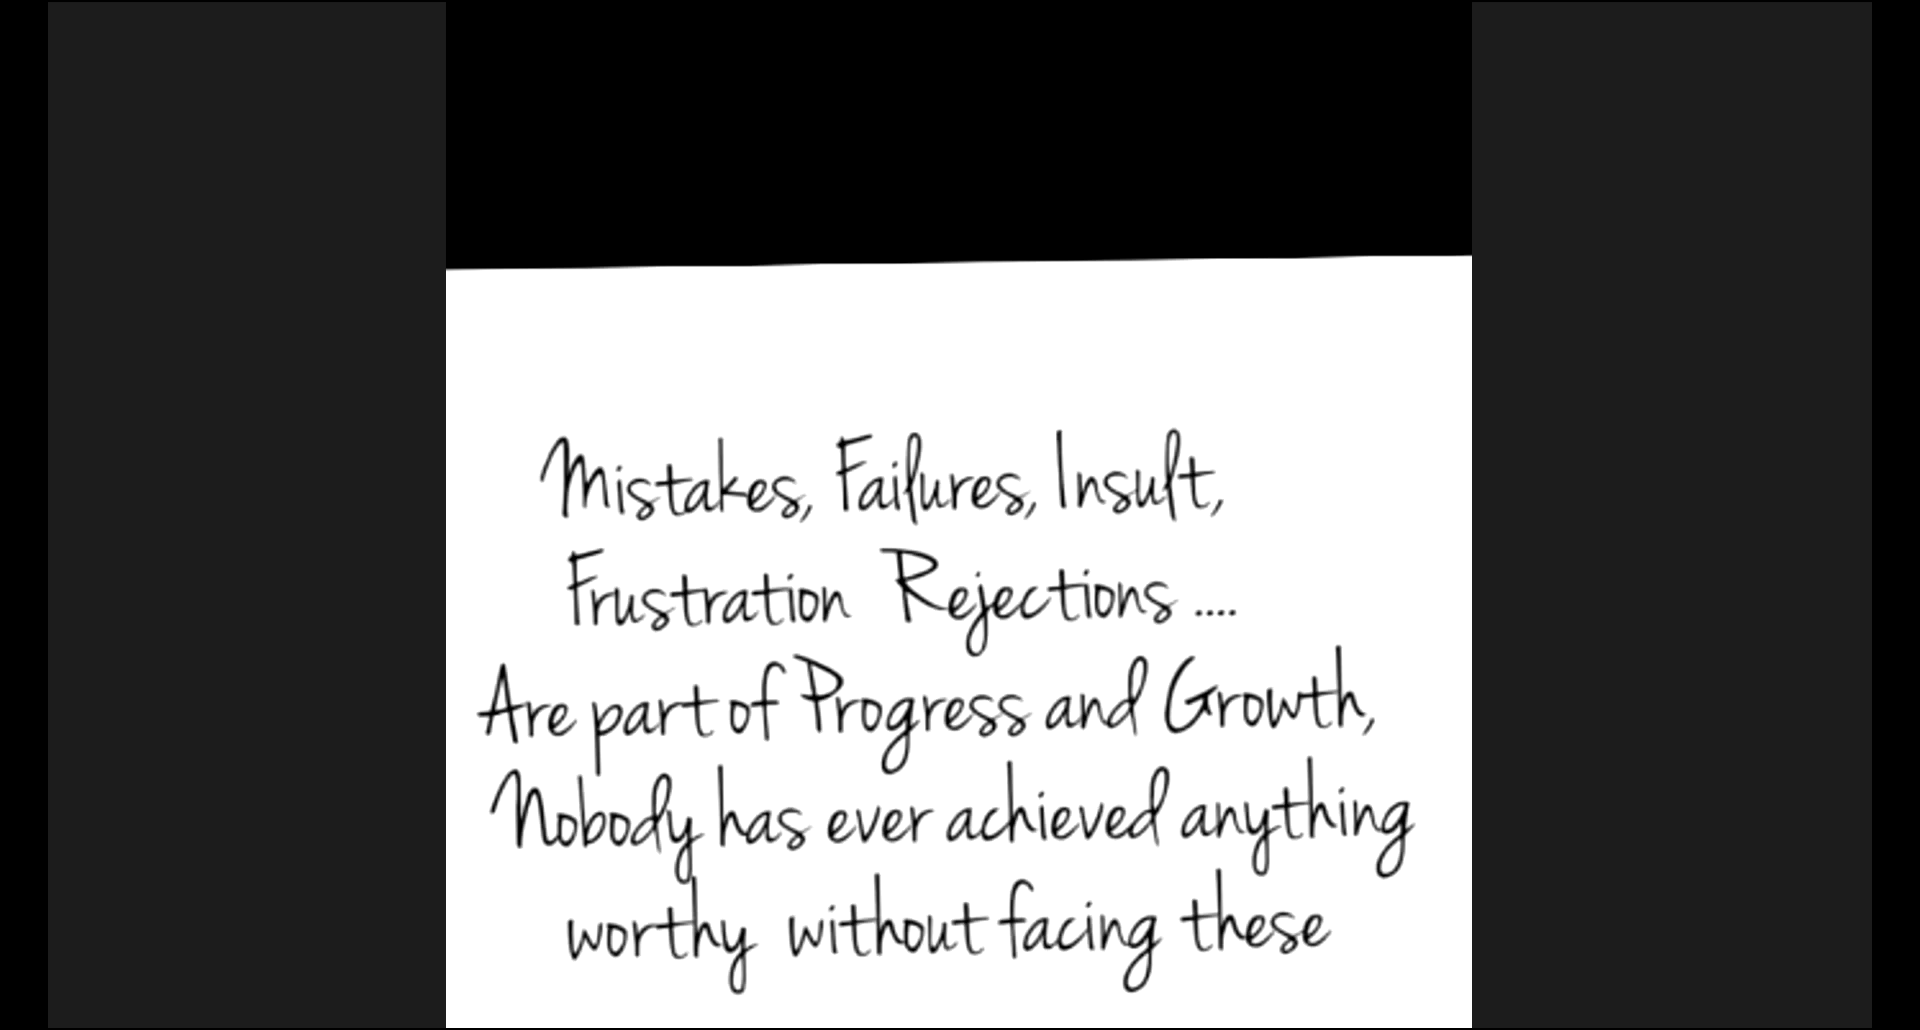 Mistakes, Failures, Insult,
Frustration Rejections ....
Are part of Progress and Growth,
Nobody has ever achieved anything
worthy without facing these